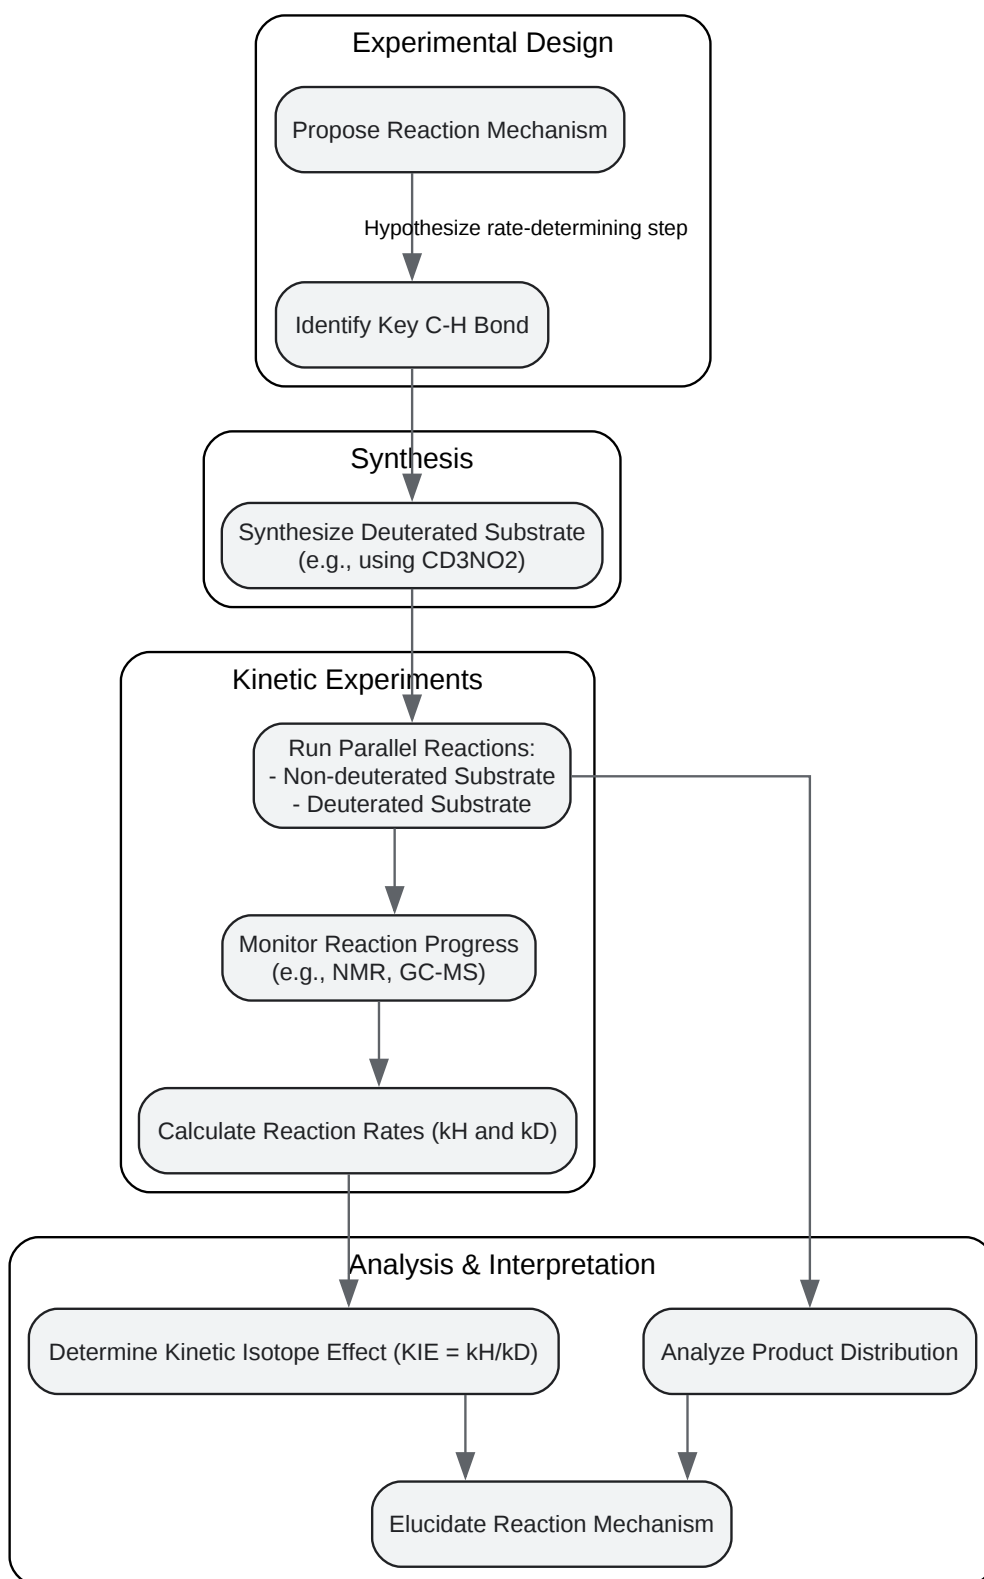 Experimental Design
Propose Reaction Mechanism
Hypothesize rate-determining step
Identify Key C-H Bond
Synthesis
Synthesize Deuterated Substrate
(e.g., using CD3NO2)
Kinetic Experiments
Run Parallel Reactions:
- Non-deuterated Substrate
- Deuterated Substrate
Monitor Reaction Progress
(e.g., NMR, GC-MS)
Calculate Reaction Rates (kH and kD)
Analysis & Interpretation
Determine Kinetic Isotope Effect (KIE = kH/kD)
Analyze Product Distribution
Elucidate Reaction Mechanism